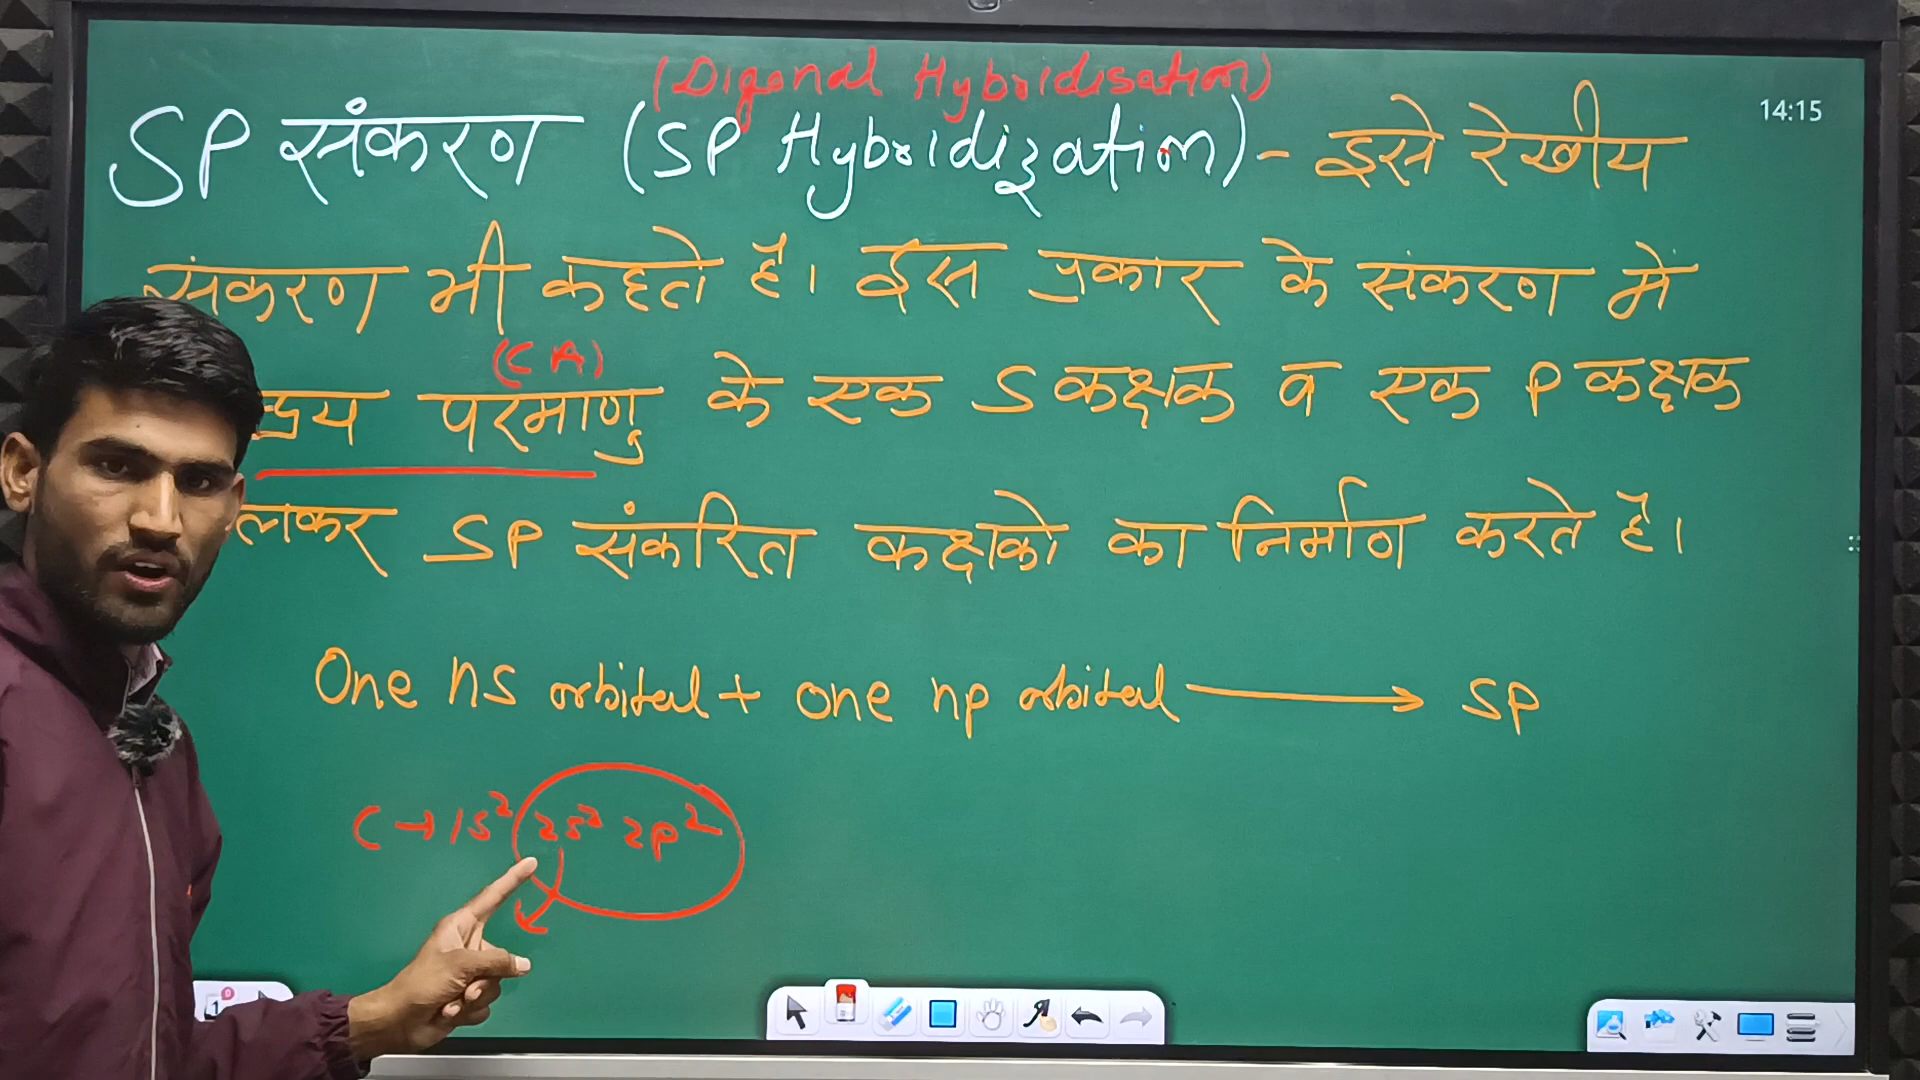 (Digonal Hybridisation)
14:15
SP संकरण (SP Hybridization) - इसे रेखीय
संकरण भी कहते है। इस प्रकार के संकरण में
(CA)
परमाणु के एक S कक्षक व एक P कक्षक
SP संकरित कक्षको का निर्माण करते है।
One ns orbital + one np orbital → SP
C → 1s² 2s² 2p²